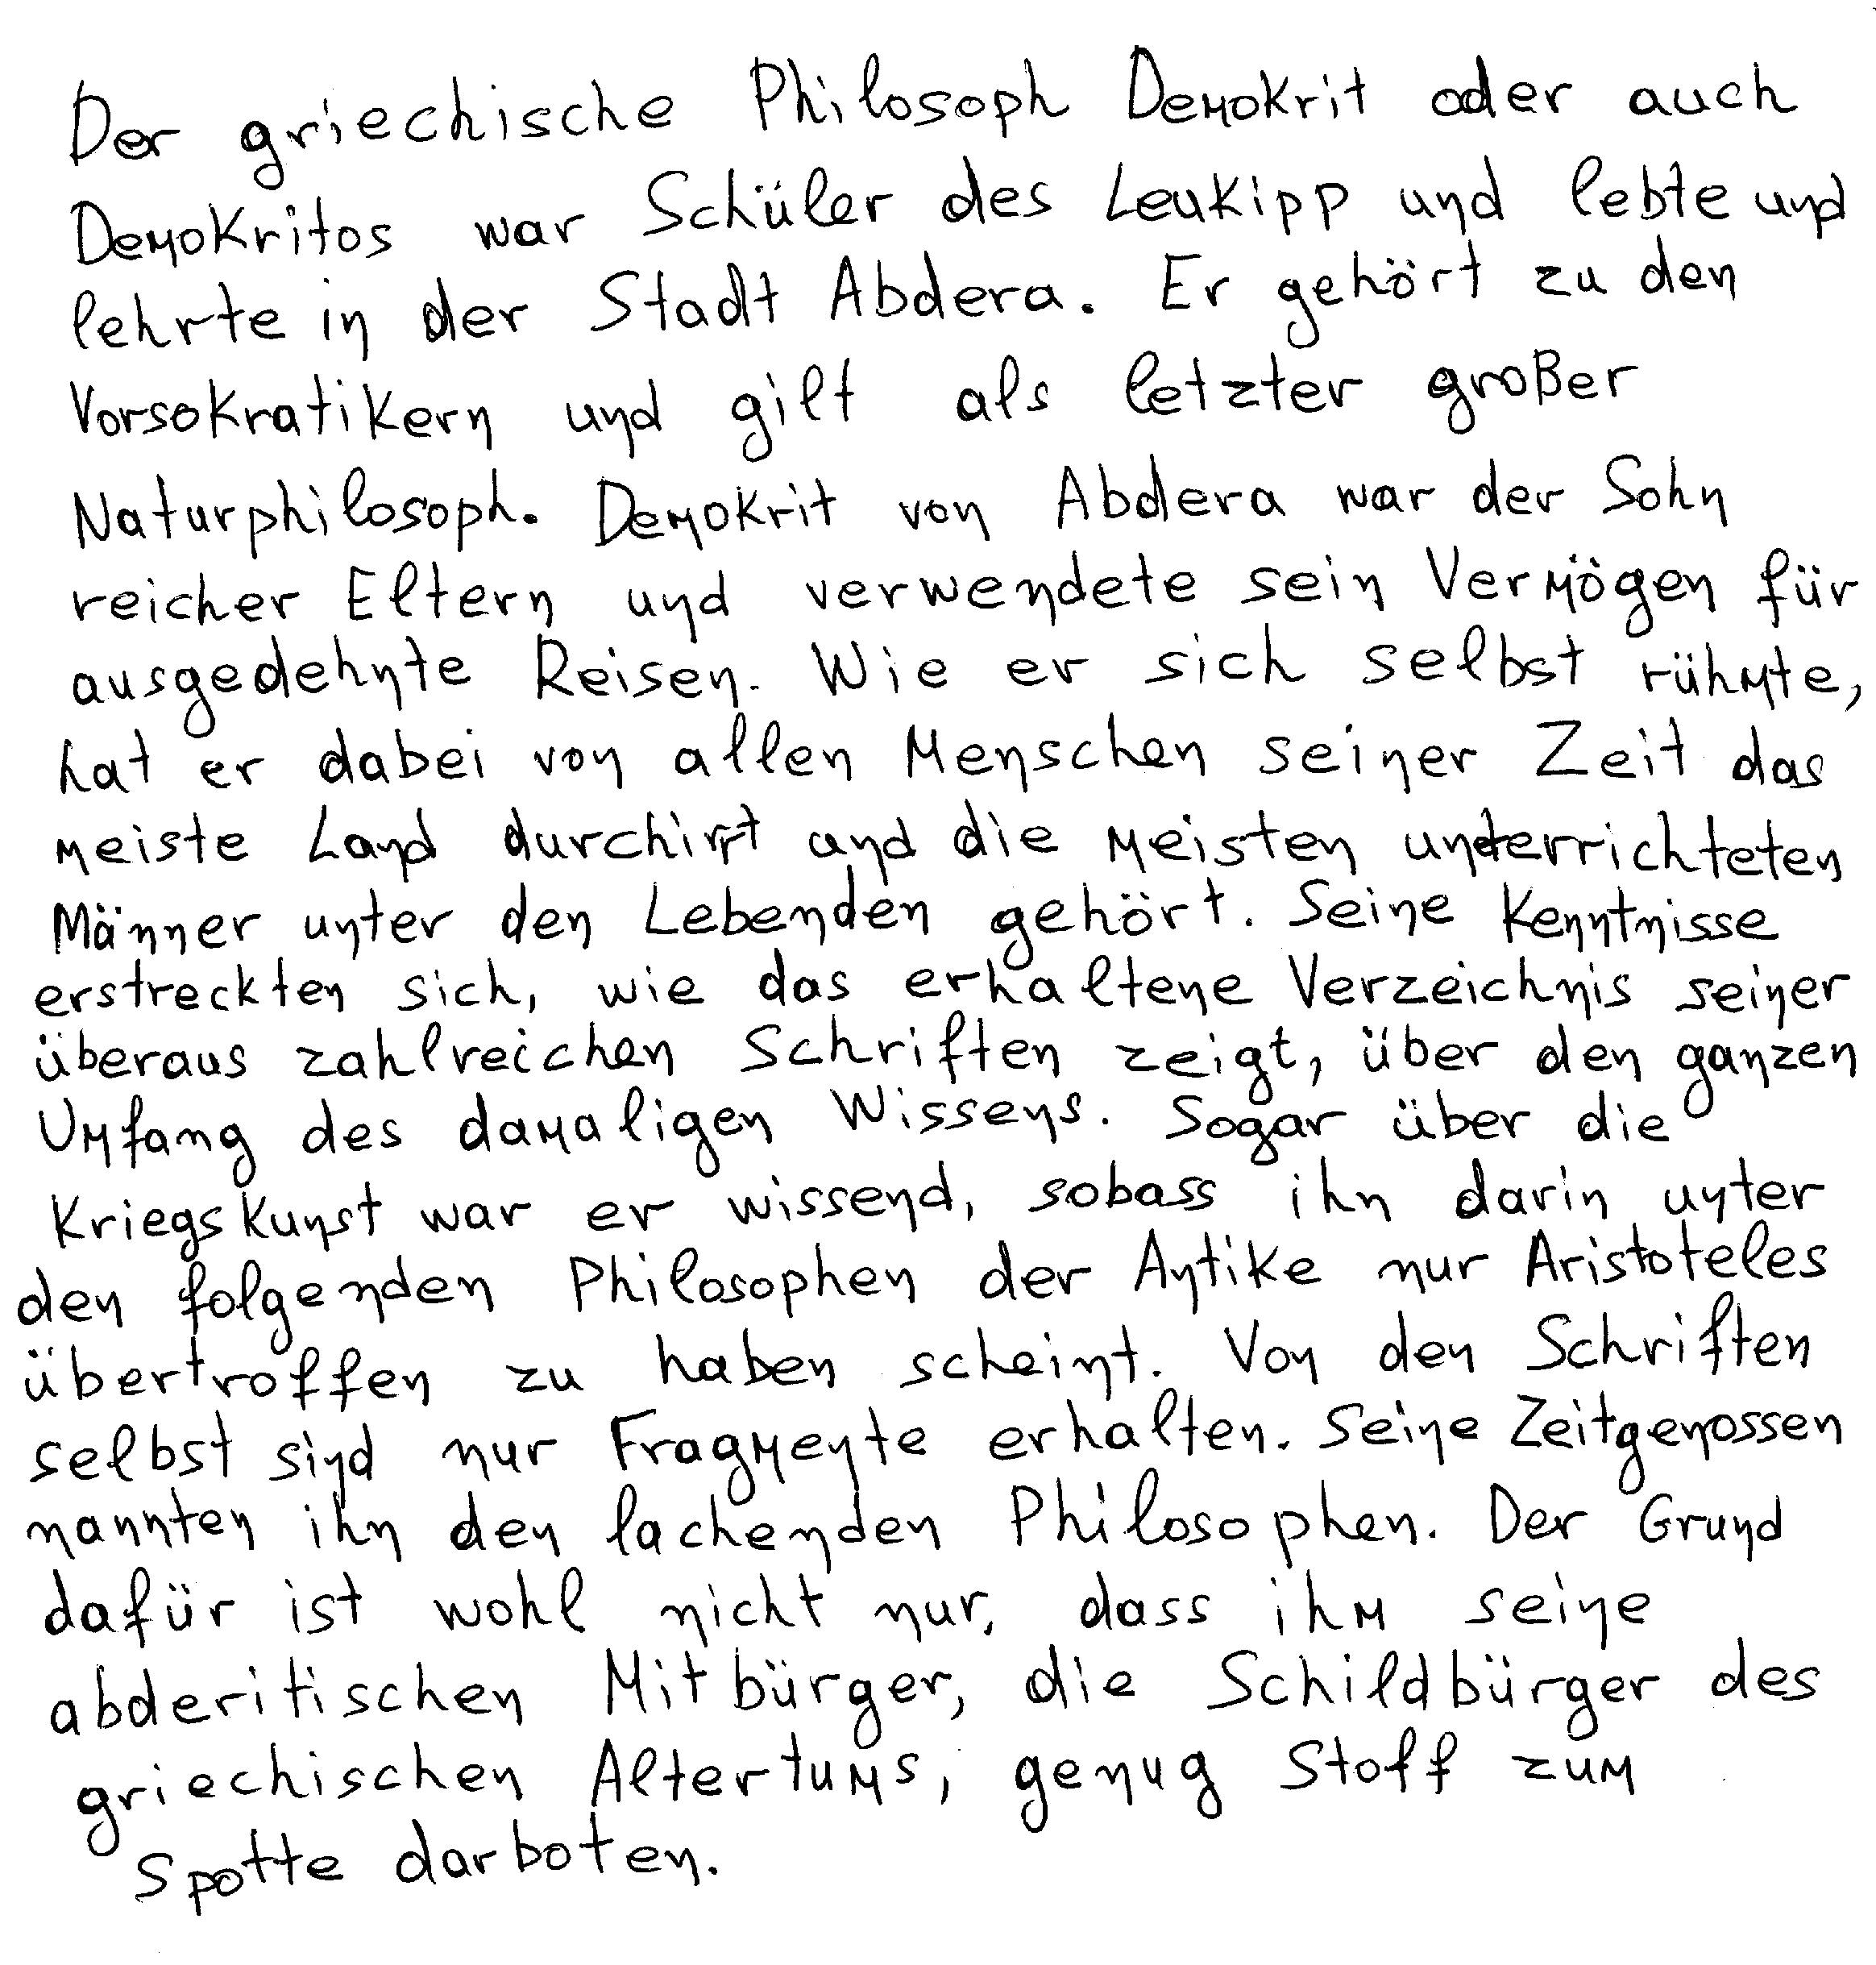 Der griechische Philosoph Demokrit oder auch
Demokritos war Schüler des Leukipp und lebte und
lehrte in der Stadt Abdera. Er gehört zu den
Vorsokratikern und gilt als letzter großer
Naturphilosoph. Demokrit von Abdera war der Sohn
reicher Eltern und verwendete sein Vermögen für
ausgedehnte Reisen. Wie er sich selbst rühmte,
hat er dabei von allen Menschen seiner Zeit das
meiste Land durchirrt und die meisten unterrichteten
Männer unter den Lebenden gehört. Seine Kenntnisse
erstreckten sich, wie das erhaltene Verzeichnis seiner
überaus zahlreichen Schriften zeigt, über den ganzen
Umfang des damaligen Wissens. Sogar über die
Kriegskunst war er wissend, sobass ihn darin unter
den folgenden Philosophen der Antike nur Aristoteles
übertroffen zu haben scheint. Von den Schriften
selbst sind nur Fragmente erhalten. Seine Zeitgenossen
nannten ihn den lachenden Philosophen. Der Grund
dafür ist wohl nicht nur, dass ihm seine
abderitischen Mitbürger, die Schildbürger des
griechischen Altertums, genug Stoff zum
Spotte darboten.